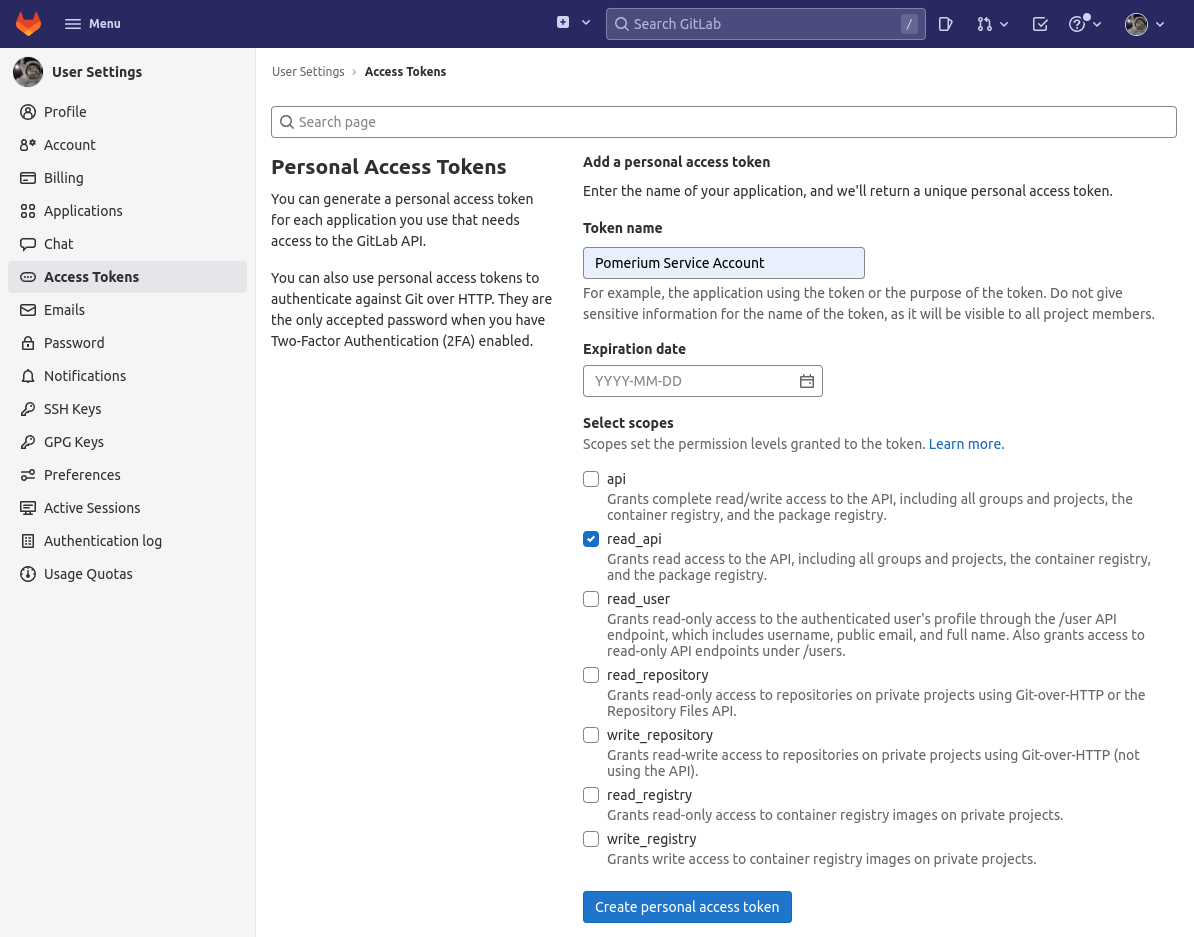 Menu
Search GitLab
/
User Settings
Profile
Account
Billing
Applications
Chat
Access Tokens
Emails
Password
Notifications
SSH Keys
GPG Keys
Preferences
Active Sessions
Authentication log
Usage Quotas
User Settings › Access Tokens
Search page
Personal Access Tokens
You can generate a personal access token
for each application you use that needs
access to the GitLab API.
You can also use personal access tokens to
authenticate against Git over HTTP. They are
the only accepted password when you have
Two-Factor Authentication (2FA) enabled.
Add a personal access token
Enter the name of your application, and we'll return a unique personal access token.
Token name
Pomerium Service Account
For example, the application using the token or the purpose of the token. Do not give
sensitive information for the name of the token, as it will be visible to all project members.
Expiration date
YYYY-MM-DD
Select scopes
Scopes set the permission levels granted to the token. Learn more.
api
Grants complete read/write access to the API, including all groups and projects, the
container registry, and the package registry.
read_api
Grants read access to the API, including all groups and projects, the container registry,
and the package registry.
read_user
Grants read-only access to the authenticated user's profile through the /user API
endpoint, which includes username, public email, and full name. Also grants access to
read-only API endpoints under /users.
read_repository
Grants read-only access to repositories on private projects using Git-over-HTTP or the
Repository Files API.
write_repository
Grants read-write access to repositories on private projects using Git-over-HTTP (not
using the API).
read_registry
Grants read-only access to container registry images on private projects.
write_registry
Grants write access to container registry images on private projects.
Create personal access token